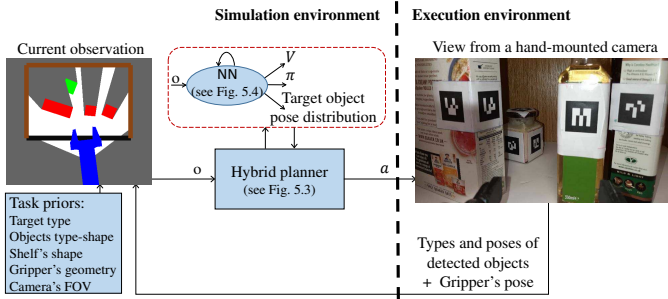 Simulation environment
Execution environment
Current observation
View from a hand-mounted camera
o
NN
(see Fig. 5.4)
V
π
Target object
pose distribution
o
Hybrid planner
(see Fig. 5.3)
a
Task priors:
Target type
Objects type-shape
Shelf's shape
Gripper's geometry
Camera's FOV
Types and poses of
detected objects
+ Gripper's pose